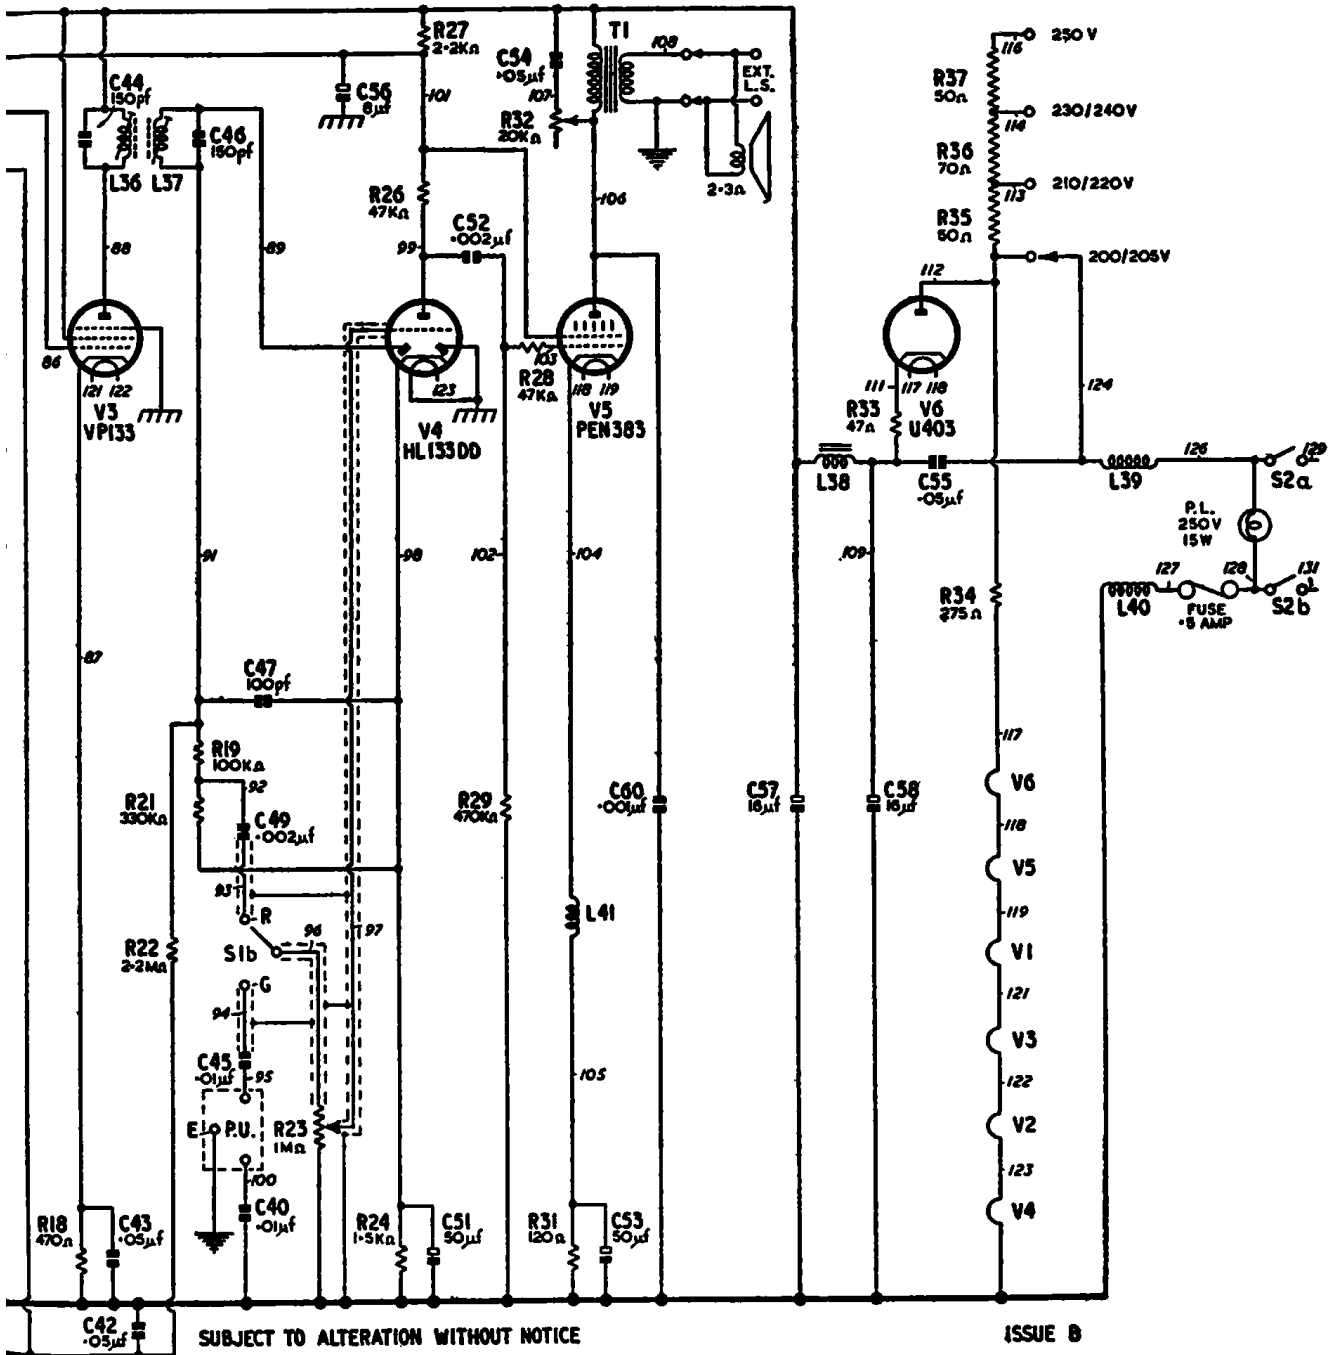 R27
2·2KΩ
C54
·05μf
T1
108
EXT.
L.S.
116
250 V
R37
50Ω
114
230/240V
R36
70Ω
113
210/220V
R35
50Ω
200/205V
112
C44
150pf
C56
8μf
101
107
R32
20KΩ
C46
150pf
L36
L37
2·3Ω
R26
47KΩ
106
C52
·002μf
88
89
99
86
121
122
V3
VP133
123
V4
HL133DD
103
R28
47KΩ
118
119
V5
PEN383
111
117
118
R33
47Ω
V6
U403
124
L38
C55
·05μf
L39
126
S2a
129
P.L.
250V
15W
91
98
102
104
109
127
128
131
L40
FUSE
·5 AMP
S2b
R34
275Ω
87
C47
100pf
117
R19
100KΩ
92
R21
330KΩ
C49
·002μf
R29
470KΩ
C60
·001μf
C57
16μf
C58
16μf
V6
118
V5
93
R
96
97
L41
119
R22
2·2MΩ
S1b
V1
G
121
94
C45
·01μf
95
V3
105
122
E
P.U.
R23
1MΩ
V2
100
123
C40
·01μf
V4
R18
470Ω
C43
·05μf
R24
1·5KΩ
C51
50μf
R31
120Ω
C53
50μf
C42
·05μf
SUBJECT TO ALTERATION WITHOUT NOTICE
ISSUE B